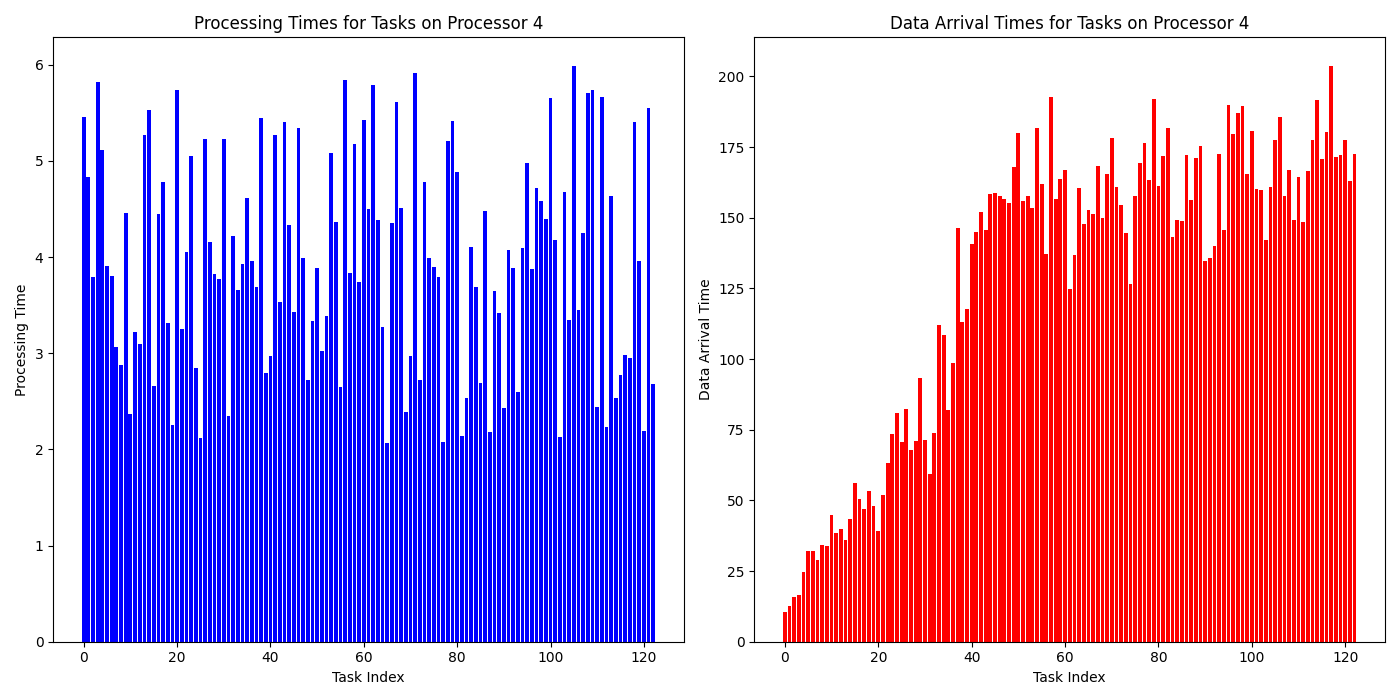 Processing Times for Tasks on Processor 4
Processing Time
6
5
4
3
2
1
0
0 20 40 60 80 100 120
Task Index
Data Arrival Times for Tasks on Processor 4
Data Arrival Time
200
175
150
125
100
75
50
25
0
0 20 40 60 80 100 120
Task Index